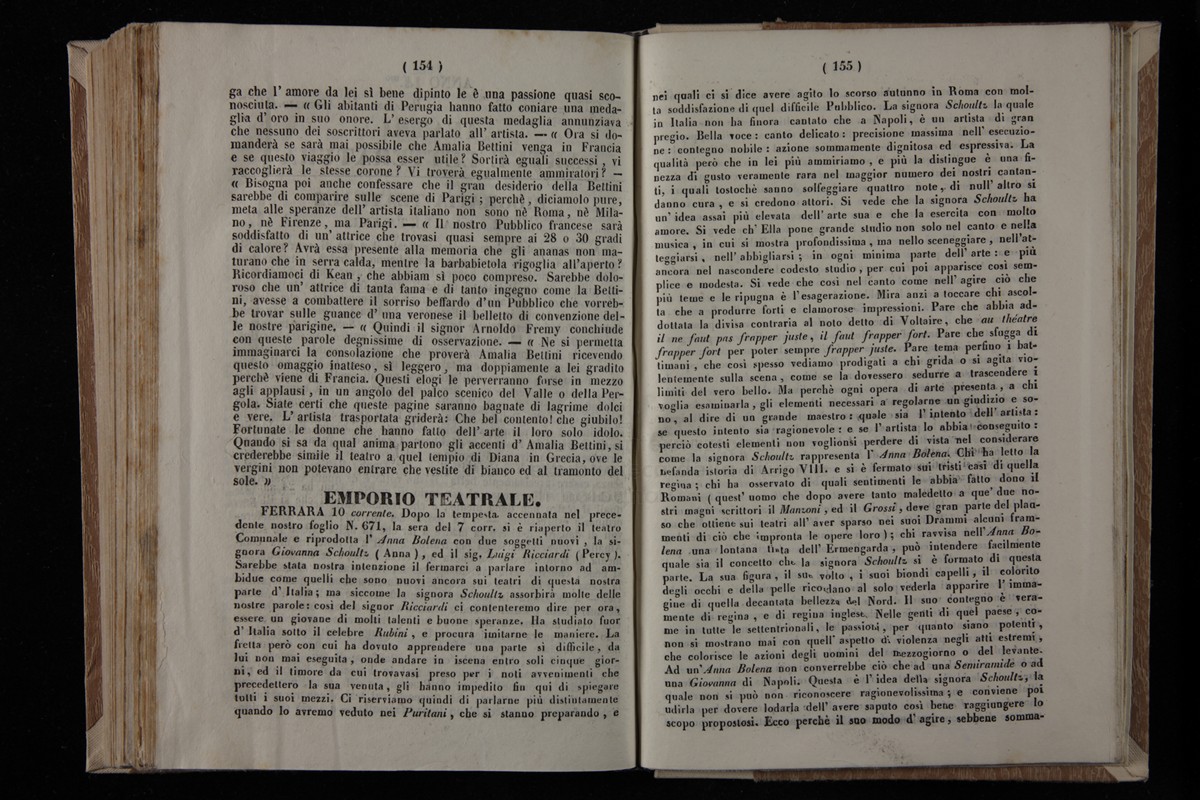 ( 154 )
ga che l' amore da lei sì bene dipinto le è una passione quasi sco-
nosciuta. — « Gli abitanti di Perugia hanno fatto coniare una meda-
glia d' oro in suo onore. L' esergo di questa medaglia annunziava
che nessuno dei soscrittori aveva parlato all' artista. — « Ora si do-
manderà se sarà mai possibile che Amalia Bettini venga in Francia
e se questo viaggio le possa esser utile? Sortirà eguali successi , vi
raccoglierà le stesse corone? Vi troverà egualmente ammiratori? —
« Bisogna poi anche confessare che il gran desiderio della Bettini
sarebbe di comparire sulle scene di Parigi ; perchè, diciamolo pure,
meta alle speranze dell' artista italiano non sono nè Roma, nè Mila-
no, nè Firenze, ma Parigi. — « Il nostro Pubblico francese sarà
soddisfatto di un' attrice che trovasi quasi sempre ai 28 o 30 gradi
di calore? Avrà essa presente alla memoria che gli ananas non ma-
turano che in serra calda, mentre la barbabietola rigoglia all'aperto?
Ricordiamoci di Kean , che abbiam sì poco compreso. Sarebbe dolo-
roso che un' attrice di tanta fama e di tanto ingegno come la Betti-
ni, avesse a combattere il sorriso beffardo d'un Pubblico che vorreb-
be trovar sulle guance d' una veronese il belletto di convenzione del-
le nostre parigine. — « Quindi il signor Arnoldo Fremy conchiude
con queste parole degnissime di osservazione. — « Ne si permetta
immaginarci la consolazione che proverà Amalia Bettini ricevendo
questo omaggio inatteso, sì leggero, ma doppiamente a lei gradito
perchè viene di Francia. Questi elogi le perverranno forse in mezzo
agli applausi , in un angolo del palco scenico del Valle o della Per-
gola. Siate certi che queste pagine saranno bagnate di lagrime dolci
e vere. L' artista trasportata griderà: Che bel contento! che giubilo!
Fortunate le donne che hanno fatto dell' arte il loro solo idolo.
Quando si sa da qual anima partono gli accenti d' Amalia Bettini, si
crederebbe simile il teatro a quel tempio di Diana in Grecia, ove le
vergini non potevano entrare che vestite di bianco ed al tramonto del
sole. »
EMPORIO TEATRALE.
FERRARA 10 corrente. Dopo la tempesta accennata nel prece-
dente nostro foglio N. 671, la sera del 7 corr. si è riaperto il teatro
Comunale e riprodotta l' Anna Bolena con due soggetti nuovi , la si-
gnora Giovanna Schoultz ( Anna ) , ed il sig. Luigi Ricciardi ( Percy ).
Sarebbe stata nostra intenzione il fermarci a parlare intorno ad am-
bidue come quelli che sono nuovi ancora sui teatri di questa nostra
parte d' Italia; ma siccome la signora Schoultz assorbirà molte delle
nostre parole: così del signor Ricciardi ci contenteremo dire per ora,
essere un giovane di molti talenti e buone speranze. Ha studiato fuor
d' Italia sotto il celebre Rubini , e procura imitarne le maniere. La
fretta però con cui ha dovuto apprendere una parte sì difficile , da
lui non mai eseguita , onde andare in iscena entro soli cinque gior-
ni, ed il timore da cui trovavasi preso per i noti avvenimenti che
precedettero la sua venuta, gli hanno impedito fin qui di spiegare
tutti i suoi mezzi. Ci riserviamo quindi di parlarne più distintamente
quando lo avremo veduto nei Puritani , che si stanno preparando , e
( 155 )
nei quali ci si dice avere agito lo scorso autunno in Roma con mol-
ta soddisfazione di quel difficile Pubblico. La signora Schoultz la quale
in Italia non ha finora cantato che a Napoli, è un artista di gran
pregio. Bella voce : canto delicato : precisione massima nell' esecuzio-
ne : contegno nobile : azione sommamente dignitosa ed espressiva. La
qualità però che in lei più ammiriamo , e più la distingue è una fi-
nezza di gusto veramente rara nel maggior numero dei nostri cantan-
ti, i quali tostochè sanno solfeggiare quattro note, di null' altro si
danno cura , e si credono attori. Si vede che la signora Schoultz ha
un' idea assai più elevata dell' arte sua e che la esercita con molto
amore. Si vede ch' Ella pone grande studio non solo nel canto e nella
musica , in cui si mostra profondissima , ma nello sceneggiare , nell'at-
teggiarsi , nell' abbigliarsi ; in ogni minima parte dell' arte : e più
ancora nel nascondere codesto studio , per cui poi apparisce così sem-
plice e modesta. Si vede che così nel canto come nell' agire ciò che
più teme e le ripugna è l'esagerazione. Mira anzi a toccare chi ascol-
ta che a produrre forti e clamorose impressioni. Pare che abbia ad-
dottata la divisa contraria al noto detto di Voltaire, che au théatre
il ne faut pas frapper juste, il faut frapper fort. Pare che sfugga di
frapper fort per poter sempre frapper juste. Pare tema perfino i bat-
timani , che così spesso vediamo prodigati a chi grida o si agita vio-
lentemente sulla scena , come se la dovessero sedurre a trascendere i
limiti del vero bello. Ma perchè ogni opera di arte presenta , a chi
voglia esaminarla , gli elementi necessari a regolarne un giudizio e so-
no, al dire di un grande maestro : quale sia l' intento dell' artista :
se questo intento sia ragionevole : e se l' artista lo abbia conseguito :
perciò cotesti elementi non voglionsi perdere di vista nel considerare
come la signora Schoultz rappresenta l' Anna Bolena. Chi ha letto la
nefanda istoria di Arrigo VIII. e si è fermato sui tristi casi di quella
regina ; chi ha osservato di quali sentimenti le abbia fatto dono il
Romani ( quest' uomo che dopo avere tanto maledetto a que' due no-
stri magni scrittori il Manzoni , ed il Grossi , deve gran parte del plau-
so che ottiene sui teatri all' aver sparso nei suoi Drammi alcuni fram-
menti di ciò che impronta le opere loro ) ; chi ravvisa nell'Anna Bo-
lena una lontana tinta dell' Ermengarda , può intendere facilmente
quale sia il concetto che la signora Schoultz si è formato di questa
parte. La sua figura , il suo volto , i suoi biondi capelli , il colorito
degli occhi e della pelle ricordano al solo vederla apparire l' imma-
gine di quella decantata bellezza del Nord. Il suo contegno è vera-
mente di regina , e di regina inglese. Nelle genti di quel paese , co-
me in tutte le settentrionali, le passioni, per quanto siano potenti ,
non si mostrano mai con quell' aspetto di violenza negli atti estremi ,
che colorisce le azioni degli uomini del mezzogiorno o del levante.
Ad un'Anna Bolena non converrebbe ciò che ad una Semiramide o ad
una Giovanna di Napoli. Questa è l' idea della signora Schoultz, la
quale non si può non riconoscere ragionevolissima ; e conviene poi
udirla per dovere lodarla dell' avere saputo così bene raggiungere lo
scopo propostosi. Ecco perchè il suo modo d' agire, sebbene somma-